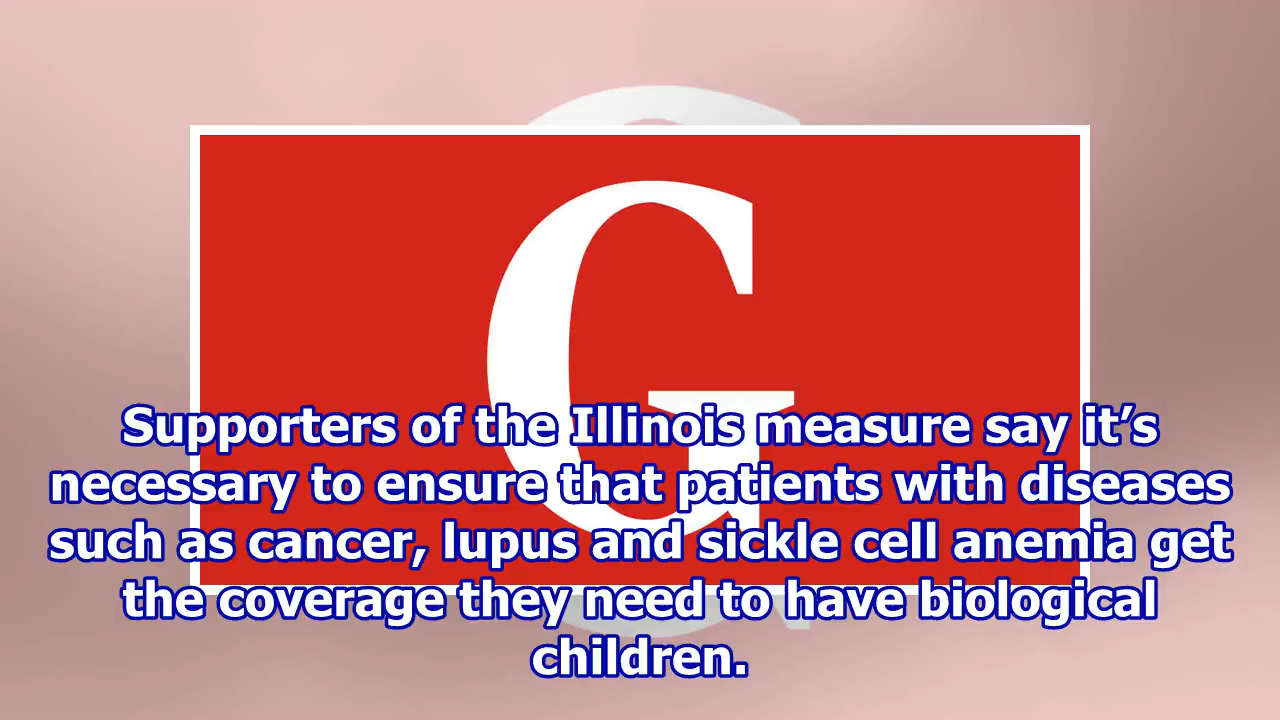 G
Supporters of the Illinois measure say it’s
necessary to ensure that patients with diseases
such as cancer, lupus and sickle cell anemia get
the coverage they need to have biological
children.